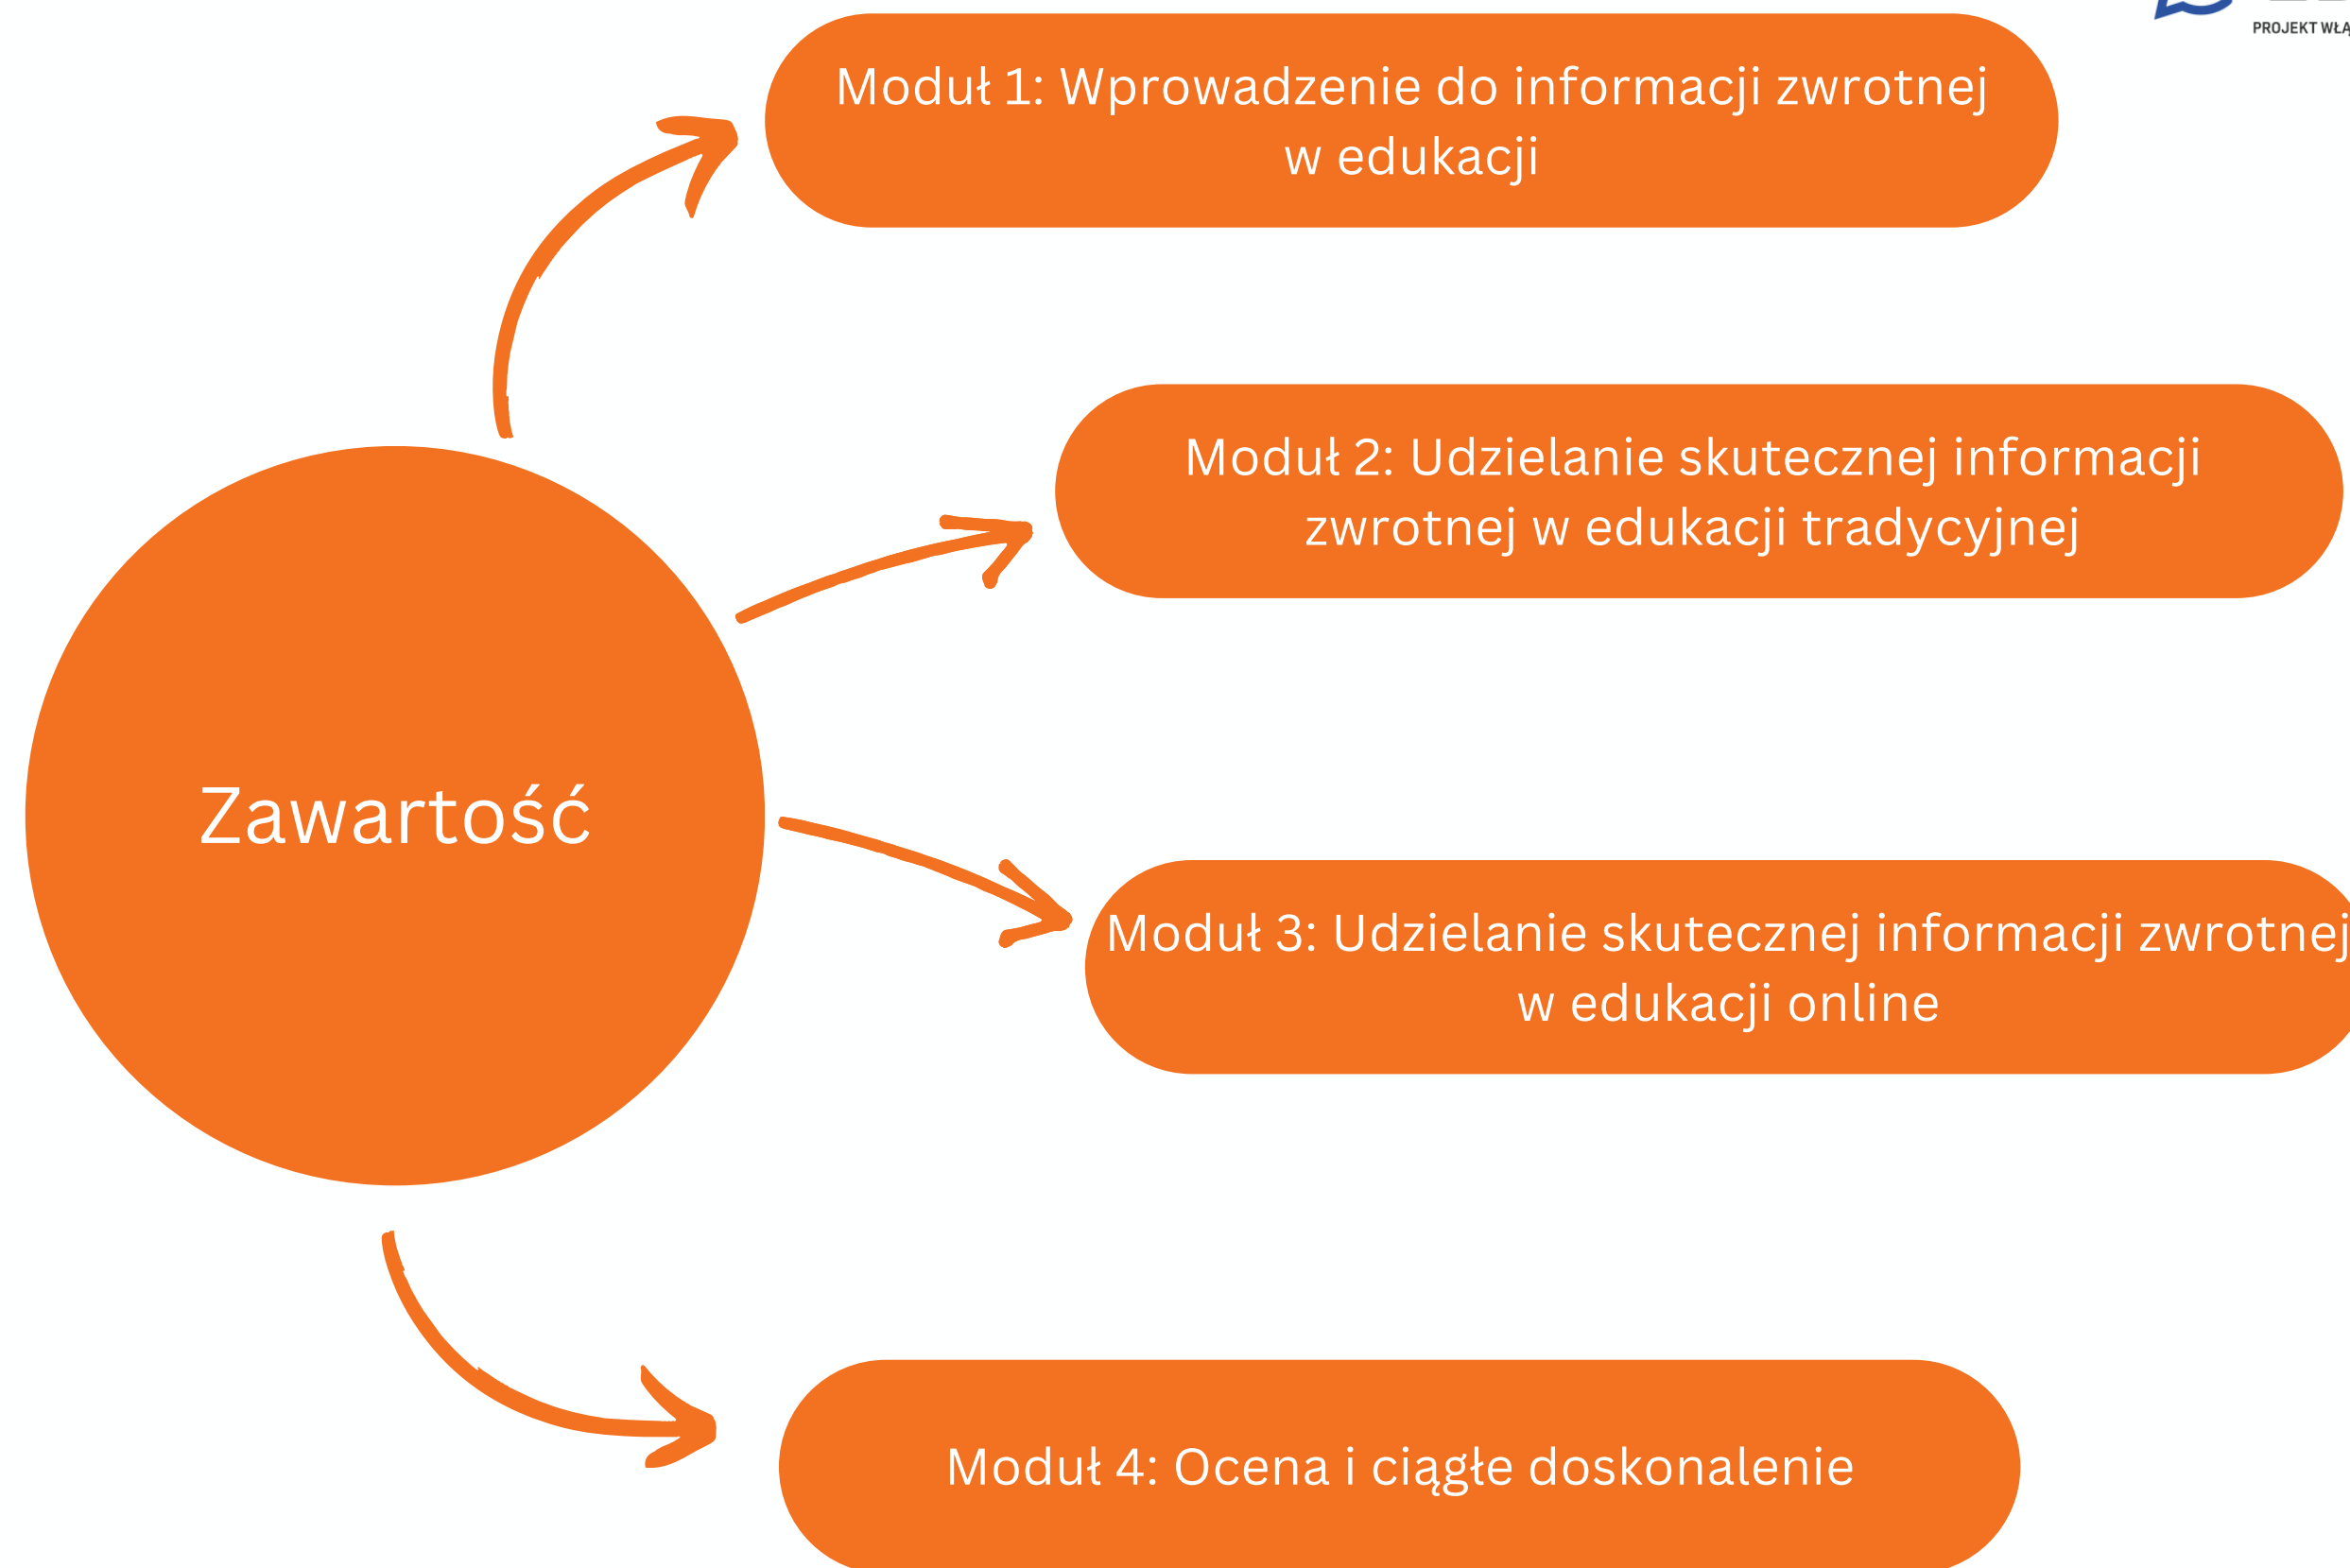 PROJEKT
Moduł 1: Wprowadzenie do informacji zwrotnej
w edukacji
Moduł 2: Udzielanie skutecznej informacji
zwrotnej w edukacji tradycyjnej
Zawartość
Moduł 3: Udzielanie skutecznej informacji zwrotnej
w edukacji online
Moduł 4: Ocena i ciągłe doskonalenie